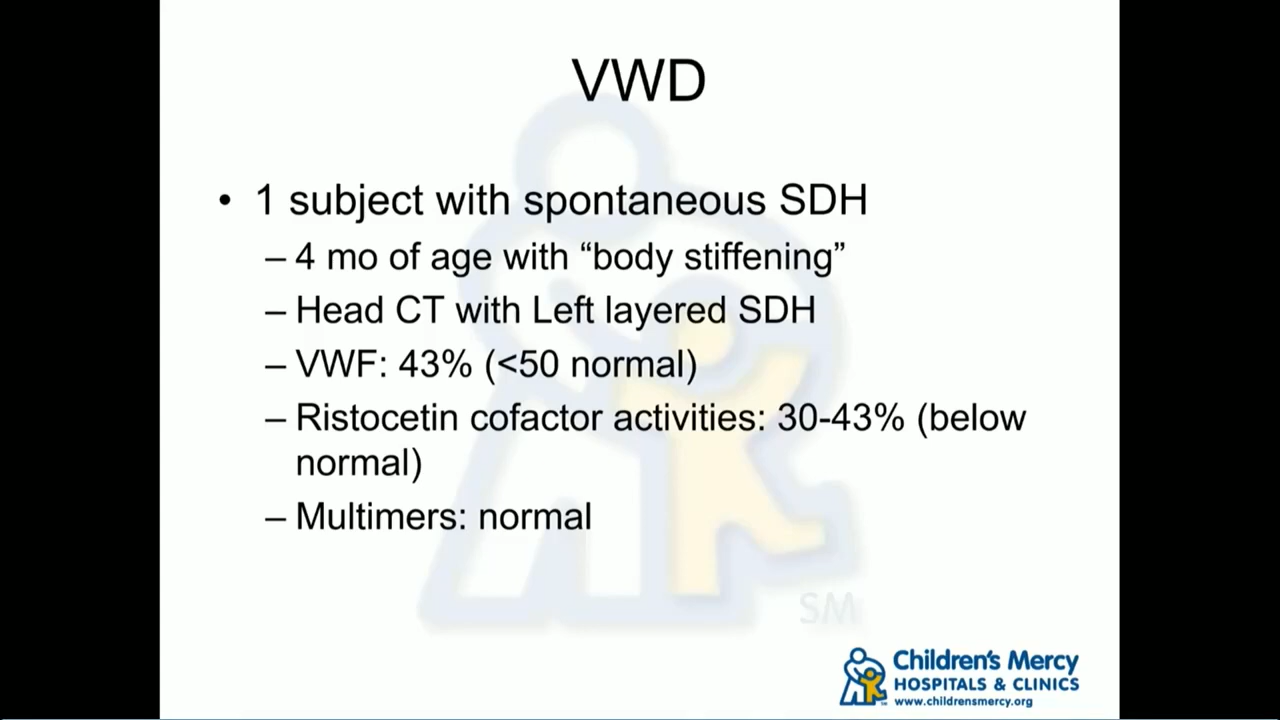 VWD
• 1 subject with spontaneous SDH
– 4 mo of age with “body stiffening”
– Head CT with Left layered SDH
– VWF: 43% (<50 normal)
– Ristocetin cofactor activities: 30-43% (below
normal)
– Multimers: normal
SM
Children's Mercy
HOSPITALS & CLINICS
www.childrensmercy.org